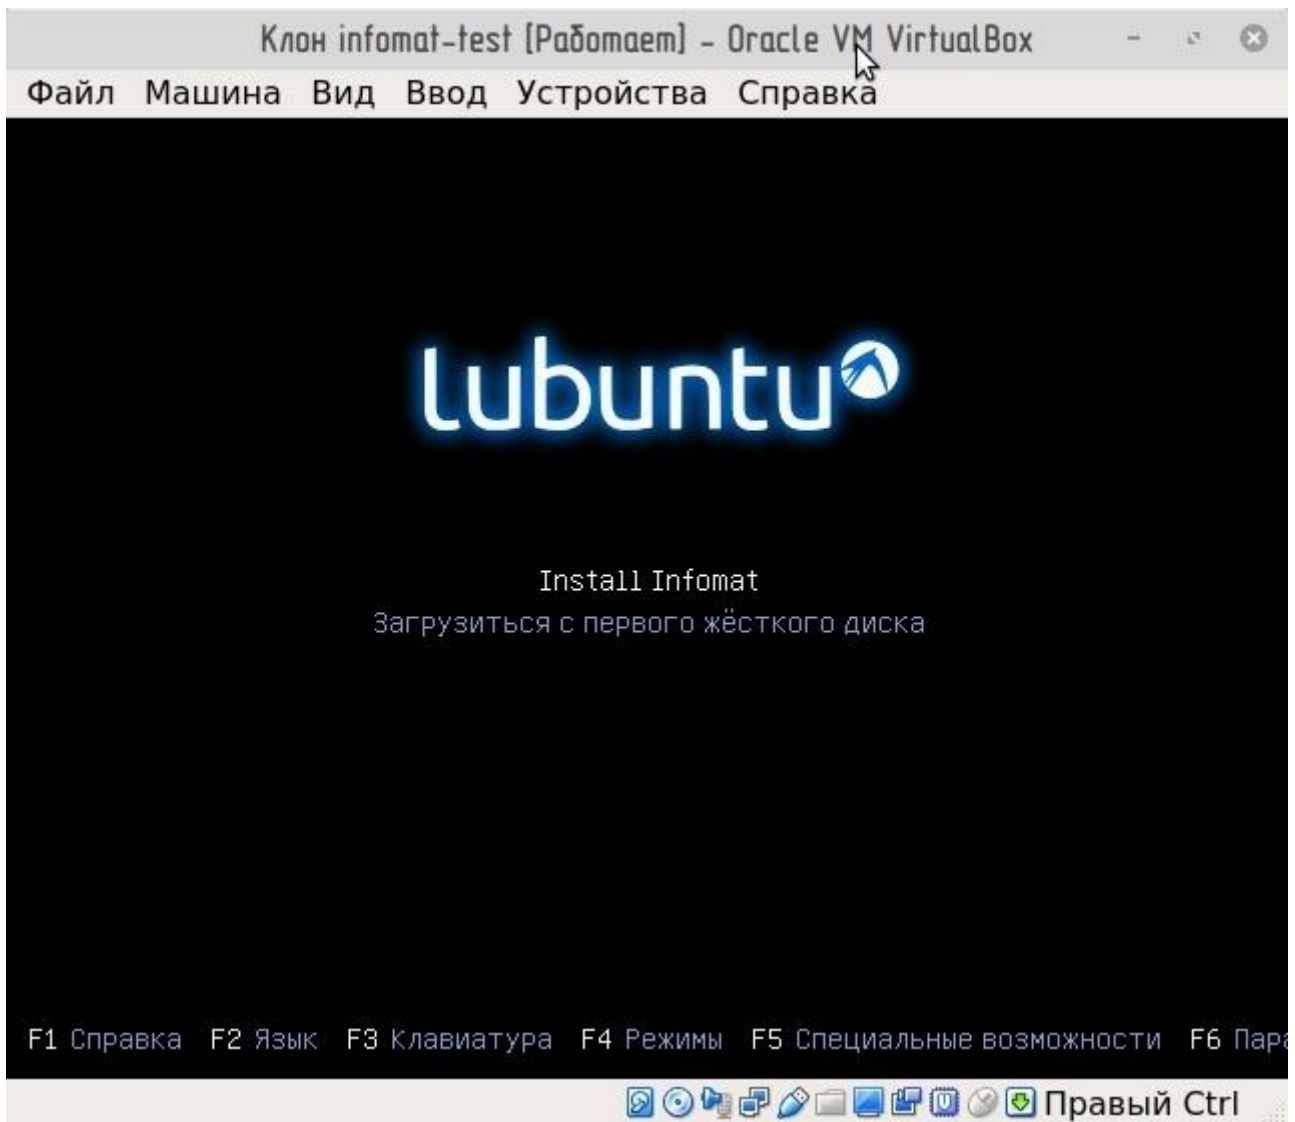 Клон infomat-test [Работает] - Oracle VM VirtualBox
Файл Машина Вид Ввод Устройства Справка
lubuntu
Install Infomat
Загрузиться с первого жёсткого диска
F1 Справка F2 Язык F3 Клавиатура F4 Режимы F5 Специальные возможности F6 Пара
Правый Ctrl